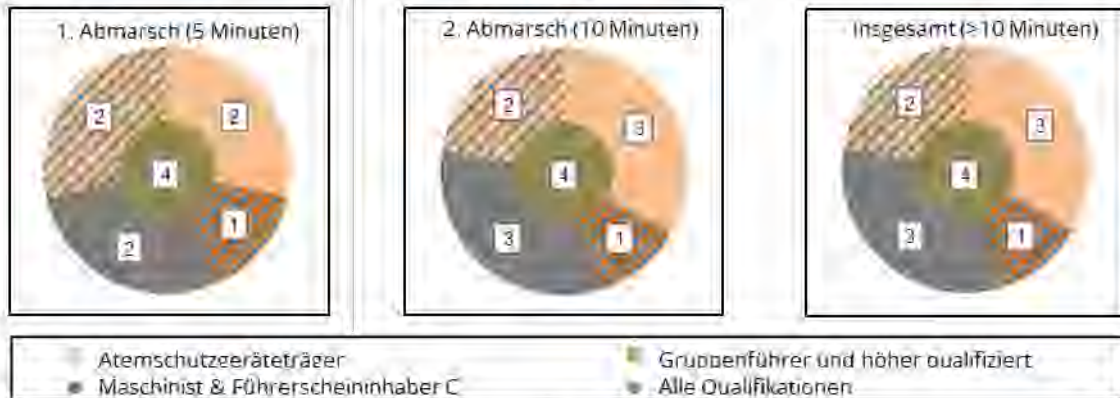 1. Abmarsch (5 Minuten)
2. Abmarsch (10 Minuten)
Insgesamt (>10 Minuten)
2
2
4
1
2
2
3
4
3
1
2
3
4
3
1
Atemschutzgeräteträger
Gruppenführer und höher qualifiziert
Maschinist & Führerscheininhaber C
Alle Qualifikationen